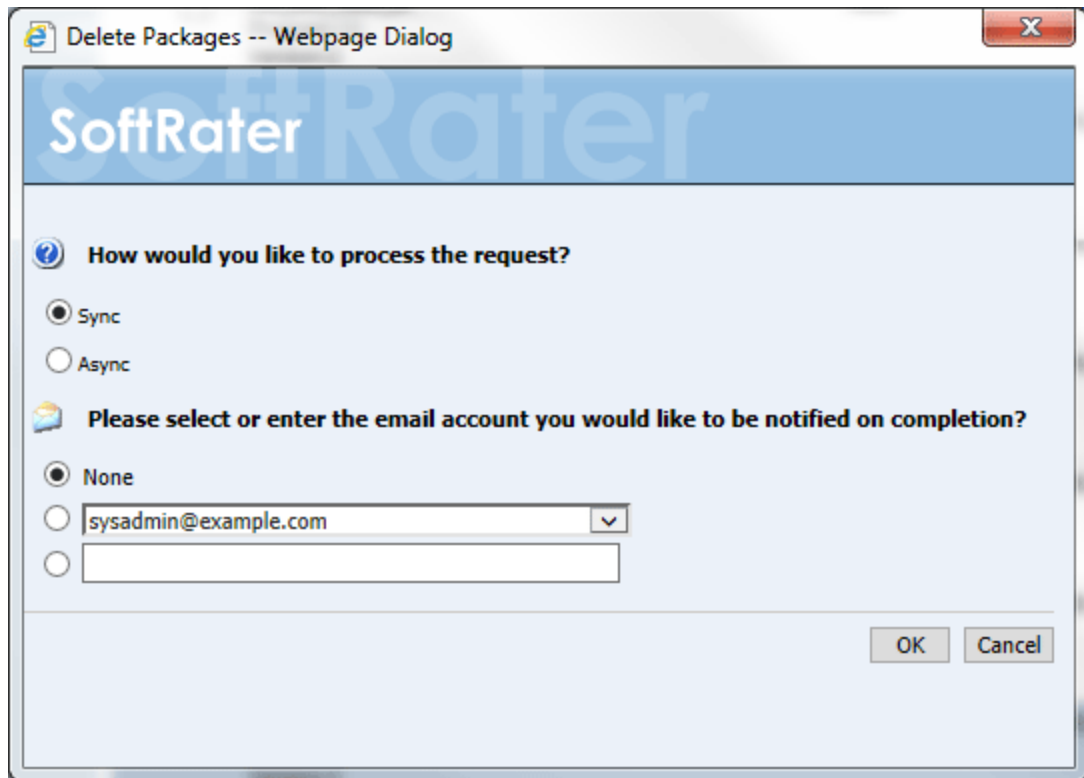 Delete Packages -- Webpage Dialog
SoftRater
SoftRater
How would you like to process the request?
Sync
Async
Please select or enter the email account you would like to be notified on completion?
None
sysadmin@example.com
OK Cancel